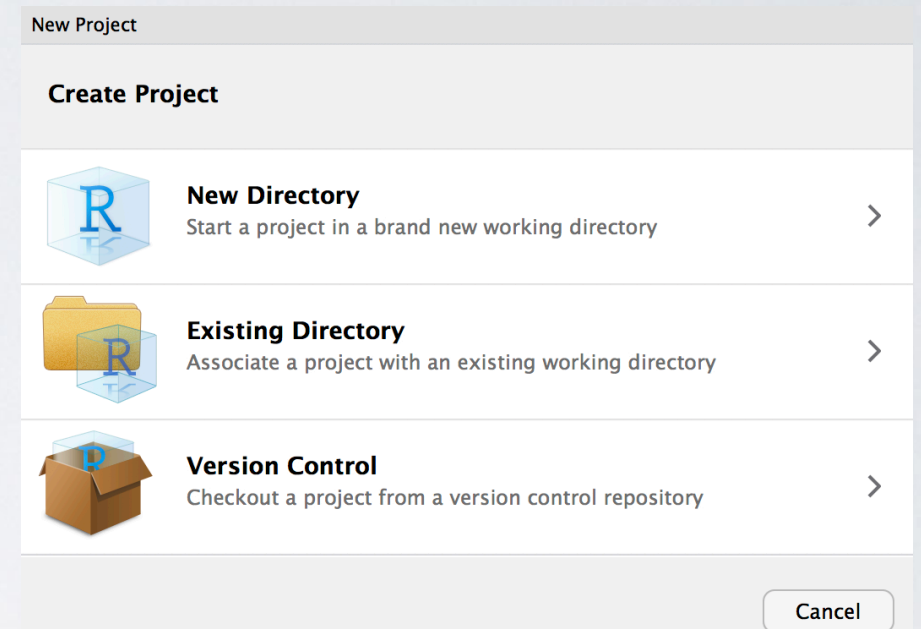 New Project
Create Project
R
New Directory
Start a project in a brand new working directory
R
Existing Directory
Associate a project with an existing working directory
R
Version Control
Checkout a project from a version control repository
Cancel